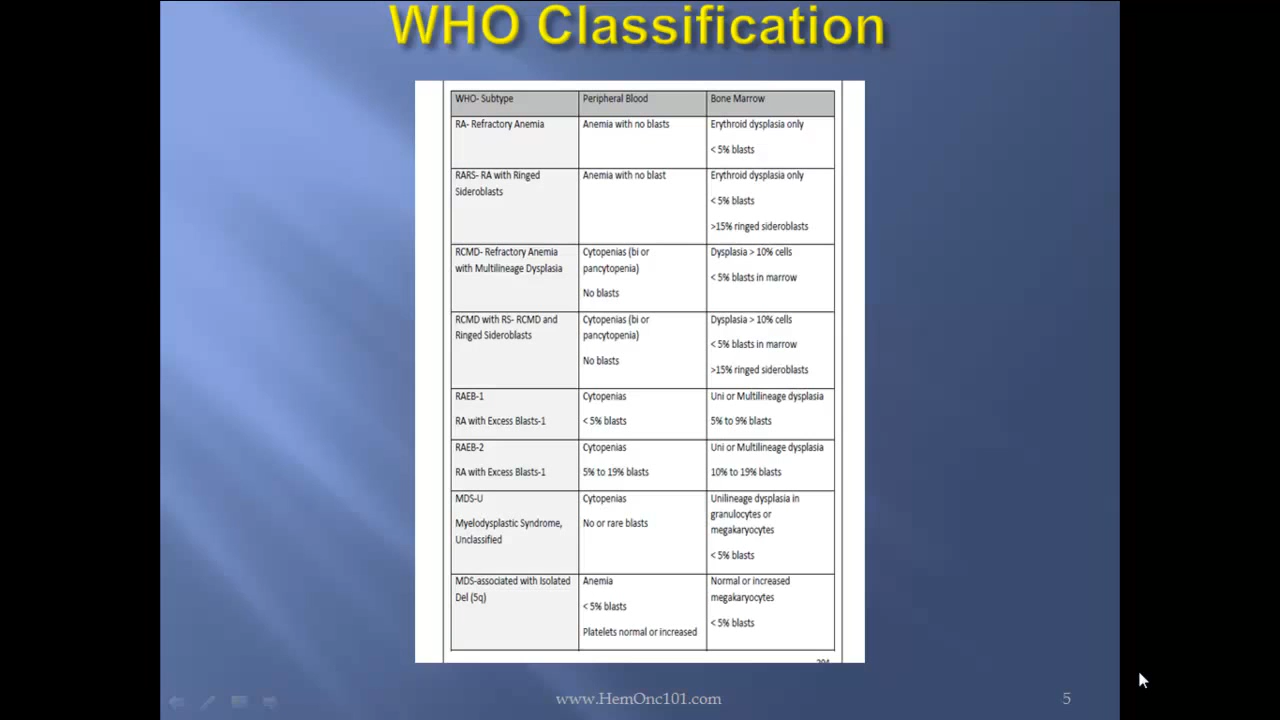 WHO Classification
WHO- Subtype Peripheral Blood Bone Marrow
RA- Refractory Anemia Anemia with no blasts Erythroid dysplasia only
< 5% blasts
RARS- RA with Ringed Anemia with no blast Erythroid dysplasia only
Sideroblasts
< 5% blasts
>15% ringed sideroblasts
RCMD- Refractory Anemia Cytopenias (bi or Dysplasia > 10% cells
with Multilineage Dysplasia pancytopenia)
< 5% blasts in marrow
No blasts
RCMD with RS- RCMD and Cytopenias (bi or Dysplasia > 10% cells
Ringed Sideroblasts pancytopenia)
< 5% blasts in marrow
No blasts
>15% ringed sideroblasts
RAEB-1 Cytopenias Uni or Multilineage dysplasia
RA with Excess Blasts-1 < 5% blasts 5% to 9% blasts
RAEB-2 Cytopenias Uni or Multilineage dysplasia
RA with Excess Blasts-1 5% to 19% blasts 10% to 19% blasts
MDS-U Cytopenias Unilineage dysplasia in
granulocytes or
Myelodysplastic Syndrome, No or rare blasts
megakaryocytes
Unclassified
< 5% blasts
MDS-associated with Isolated Anemia Normal or increased
Del (5q) megakaryocytes
< 5% blasts
< 5% blasts
Platelets normal or increased
www.HemOnc101.com 5